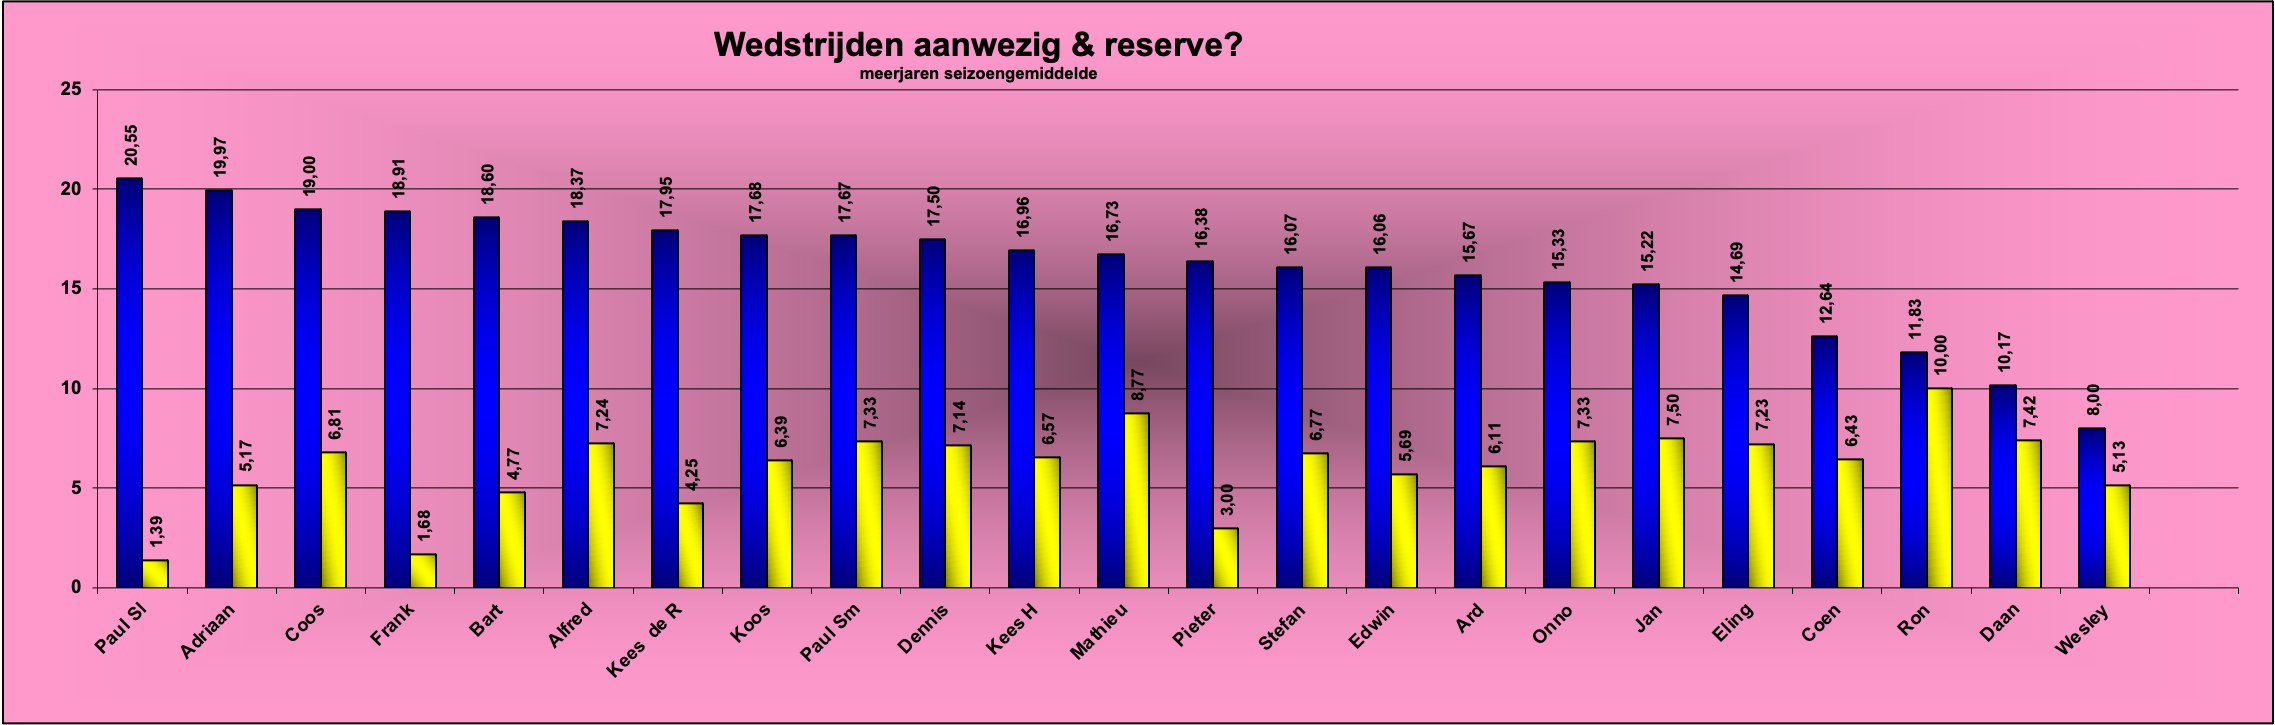 Wedstrijden aanwezig & reserve?
meerjaren seizoengemiddelde
25
20
15
10
5
0
20,55
1,39
19,97
5,17
19,00
6,81
18,91
1,68
18,60
4,77
18,37
7,24
17,95
4,25
17,68
6,39
17,67
7,33
17,50
7,14
16,96
6,57
16,73
8,77
16,38
3,00
16,07
6,77
16,06
5,69
15,67
6,11
15,33
7,33
15,22
7,50
14,69
7,23
12,64
6,43
11,83
10,00
10,17
7,42
8,00
5,13
Paul Sl
Adriaan
Coos
Frank
Bart
Alfred
Kees de R
Koos
Paul Sm
Dennis
Kees H
Mathieu
Pieter
Stefan
Edwin
Ard
Onno
Jan
Eling
Coen
Ron
Daan
Wesley